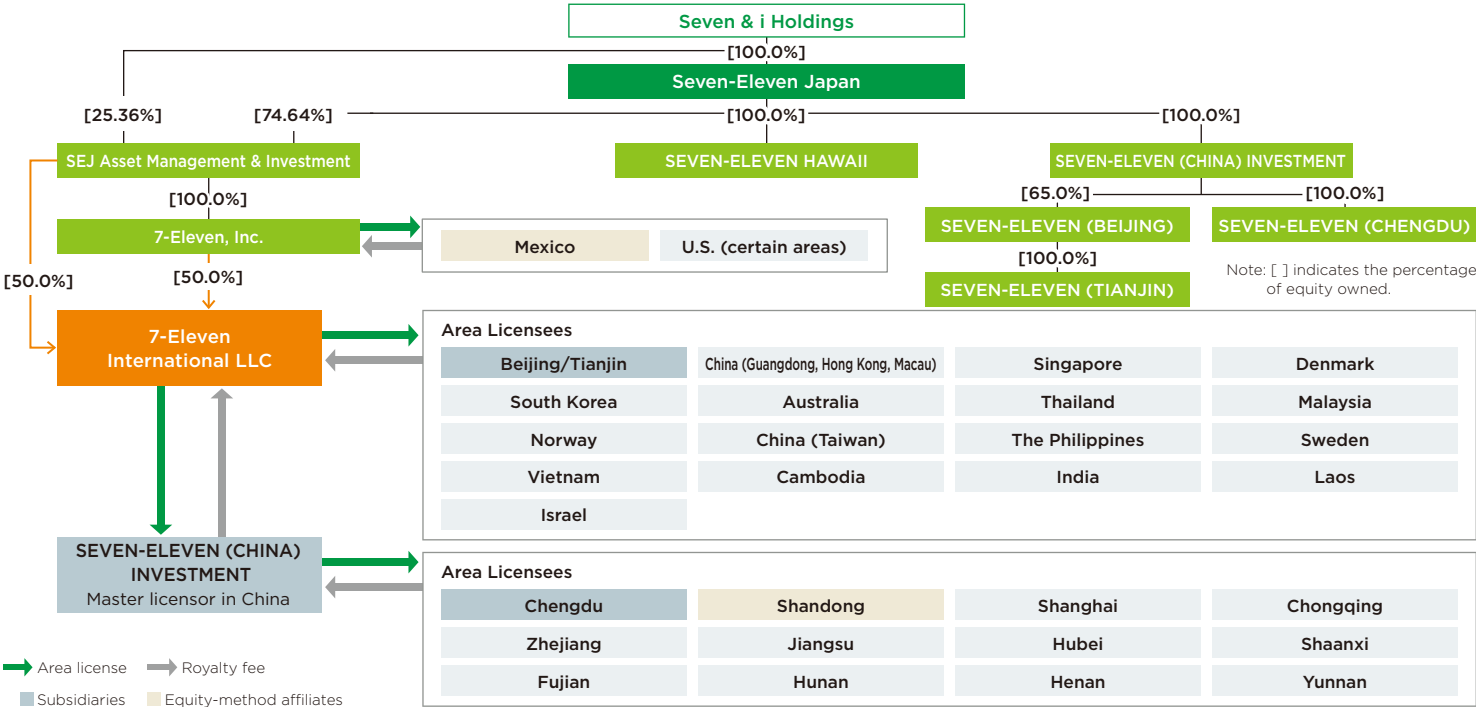 Seven & i Holdings
[100.0%]
Seven-Eleven Japan
[25.36%]
[74.64%]
[100.0%]
[100.0%]
SEJ Asset Management & Investment
SEVEN-ELEVEN HAWAII
SEVEN-ELEVEN (CHINA) INVESTMENT
[100.0%]
[65.0%]
[100.0%]
7-Eleven, Inc.
Mexico
U.S. (certain areas)
SEVEN-ELEVEN (BEIJING)
SEVEN-ELEVEN (CHENGDU)
[100.0%]
SEVEN-ELEVEN (TIANJIN)
Note: [ ] indicates the percentage
of equity owned.
[50.0%]
[50.0%]
7-Eleven
International LLC
Area Licensees
Beijing/Tianjin
China (Guangdong, Hong Kong, Macau)
Singapore
Denmark
South Korea
Australia
Thailand
Malaysia
Norway
China (Taiwan)
The Philippines
Sweden
Vietnam
Cambodia
India
Laos
Israel
SEVEN-ELEVEN (CHINA)
INVESTMENT
Master licensor in China
Area Licensees
Chengdu
Shandong
Shanghai
Chongqing
Zhejiang
Jiangsu
Hubei
Shaanxi
Fujian
Hunan
Henan
Yunnan
Area license
Royalty fee
Subsidiaries
Equity-method affiliates